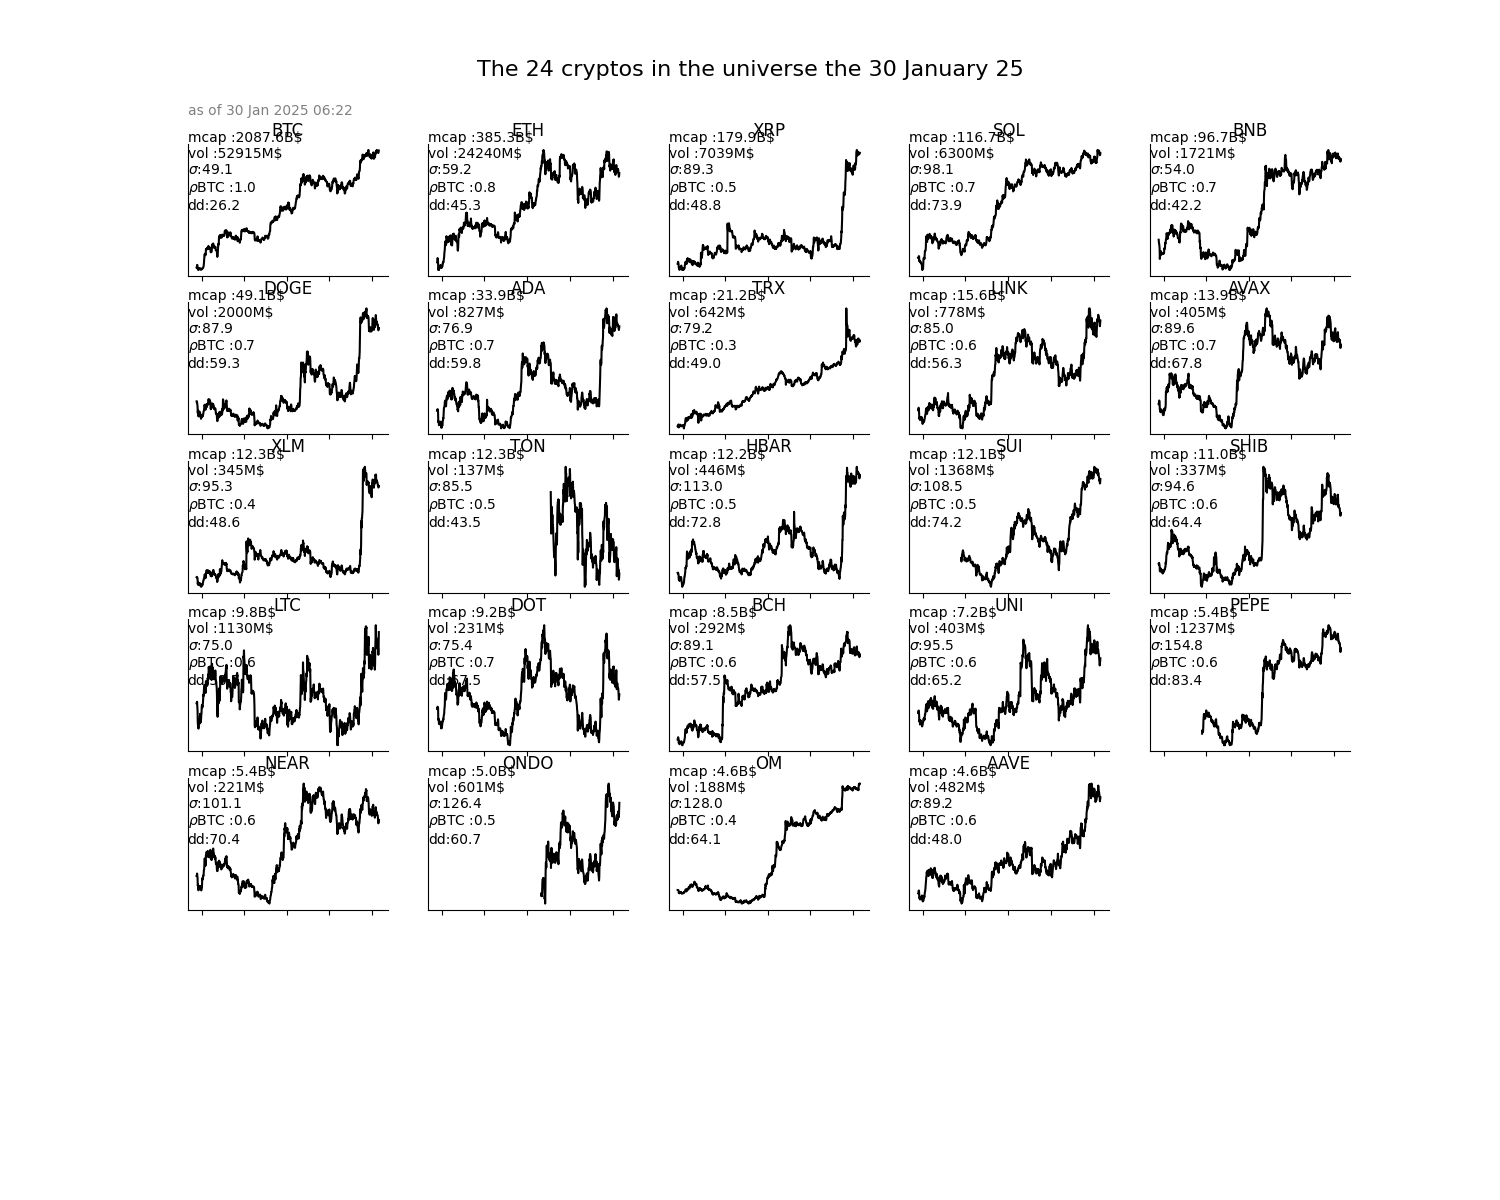 The 24 cryptos in the universe the 30 January 25
as of 30 Jan 2025 06:22
BTC
mcap :2087.6B$
vol :52915M$
σ:49.1
ρBTC :1.0
dd:26.2
ETH
mcap :385.3B$
vol :24240M$
σ:59.2
ρBTC :0.8
dd:45.3
XRP
mcap :179.9B$
vol :7039M$
σ:89.3
ρBTC :0.5
dd:48.8
SOL
mcap :116.7B$
vol :6300M$
σ:98.1
ρBTC :0.7
dd:73.9
BNB
mcap :96.7B$
vol :1721M$
σ:54.0
ρBTC :0.7
dd:42.2
DOGE
mcap :49.1B$
vol :2000M$
σ:87.9
ρBTC :0.7
dd:59.3
ADA
mcap :33.9B$
vol :827M$
σ:76.9
ρBTC :0.7
dd:59.8
TRX
mcap :21.2B$
vol :642M$
σ:79.2
ρBTC :0.3
dd:49.0
LINK
mcap :15.6B$
vol :778M$
σ:85.0
ρBTC :0.6
dd:56.3
AVAX
mcap :13.9B$
vol :405M$
σ:89.6
ρBTC :0.7
dd:67.8
XLM
mcap :12.3B$
vol :345M$
σ:95.3
ρBTC :0.4
dd:48.6
TON
mcap :12.3B$
vol :137M$
σ:85.5
ρBTC :0.5
dd:43.5
HBAR
mcap :12.2B$
vol :446M$
σ:113.0
ρBTC :0.5
dd:72.8
SUI
mcap :12.1B$
vol :1368M$
σ:108.5
ρBTC :0.5
dd:74.2
SHIB
mcap :11.0B$
vol :337M$
σ:94.6
ρBTC :0.6
dd:64.4
LTC
mcap :9.8B$
vol :1130M$
σ:75.0
ρBTC :0.6
DOT
mcap :9.2B$
vol :231M$
σ:75.4
ρBTC :0.7
dd:57.5
BCH
mcap :8.5B$
vol :292M$
σ:89.1
ρBTC :0.6
dd:57.5
UNI
mcap :7.2B$
vol :403M$
σ:95.5
ρBTC :0.6
dd:65.2
PEPE
mcap :5.4B$
vol :1237M$
σ:154.8
ρBTC :0.6
dd:83.4
NEAR
mcap :5.4B$
vol :221M$
σ:101.1
ρBTC :0.6
dd:70.4
ONDO
mcap :5.0B$
vol :601M$
σ:126.4
ρBTC :0.5
dd:60.7
OM
mcap :4.6B$
vol :188M$
σ:128.0
ρBTC :0.4
dd:64.1
AAVE
mcap :4.6B$
vol :482M$
σ:89.2
ρBTC :0.6
dd:48.0